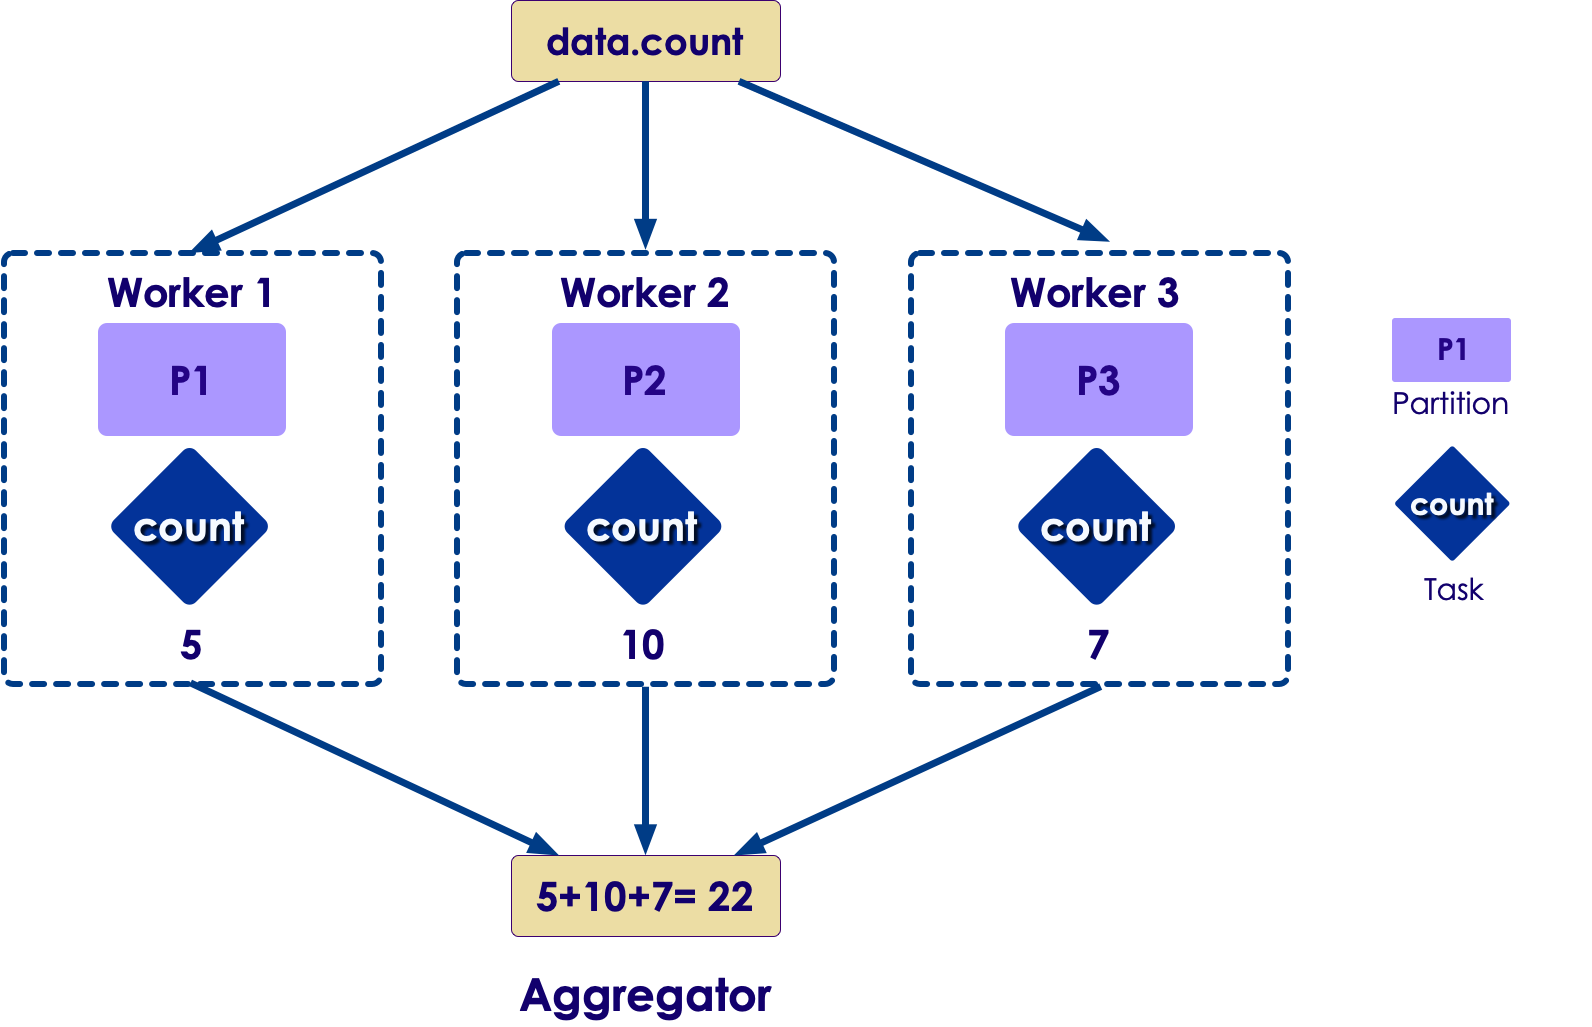 data.count
Worker 1
P1
count
5
Worker 2
P2
count
10
Worker 3
P3
count
7
P1
Partition
count
Task
5+10+7= 22
Aggregator